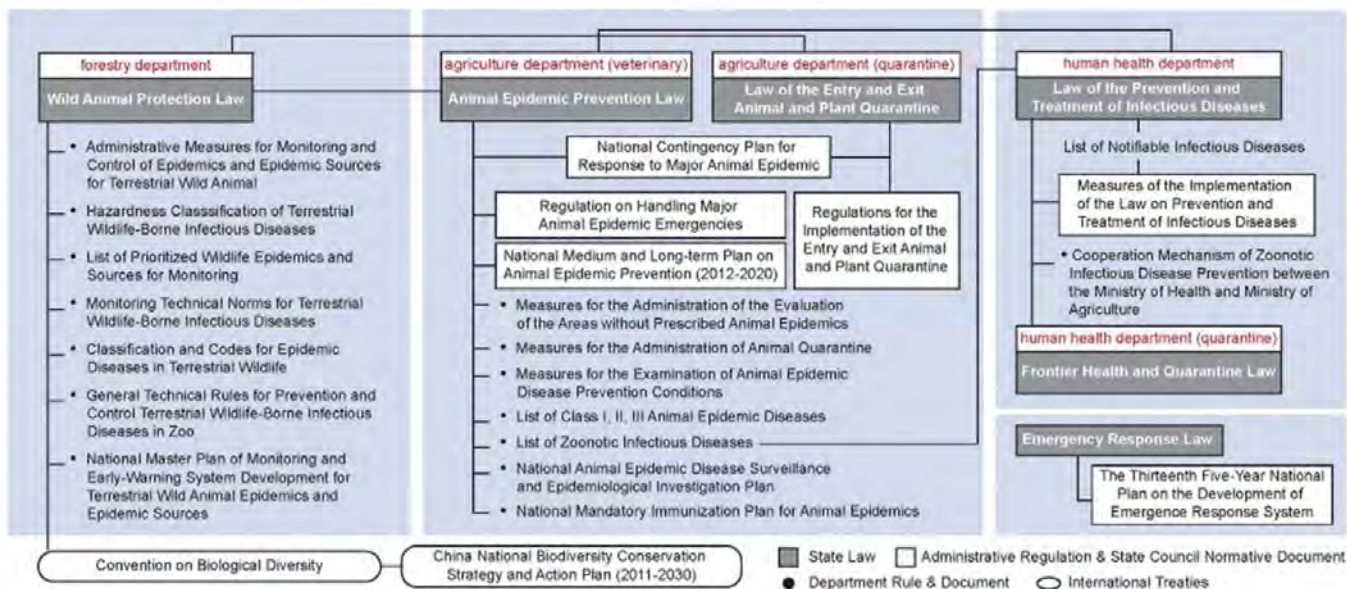 forestry department
Wild Animal Protection Law
• Administrative Measures for Monitoring and
Control of Epidemics and Epidemic Sources
for Terrestrial Wild Animal
• Hazardness Classsification of Terrestrial
Wildlife-Borne Infectious Diseases
• List of Prioritized Wildlife Epidemics and
Sources for Monitoring
• Monitoring Technical Norms for Terrestrial
Wildlife-Borne Infectious Diseases
• Classification and Codes for Epidemic
Diseases in Terrestrial Wildlife
• General Technical Rules for Prevention and
Control Terrestrial Wildlife-Borne Infectious
Diseases in Zoo
• National Master Plan of Monitoring and
Early-Warning System Development for
Terrestrial Wild Animal Epidemics and
Epidemic Sources
agriculture department (veterinary)
Animal Epidemic Prevention Law
agriculture department (quarantine)
Law of the Entry and Exit
Animal and Plant Quarantine
National Contingency Plan for
Response to Major Animal Epidemic
Regulation on Handling Major
Animal Epidemic Emergencies
National Medium and Long-term Plan on
Animal Epidemic Prevention (2012-2020)
Regulations for the
Implementation of the
Entry and Exit Animal
and Plant Quarantine
• Measures for the Administration of the Evaluation
of the Areas without Prescribed Animal Epidemics
• Measures for the Administration of Animal Quarantine
• Measures for the Examination of Animal Epidemic
Disease Prevention Conditions
• List of Class I, II, III Animal Epidemic Diseases
• List of Zoonotic Infectious Diseases
• National Animal Epidemic Disease Surveillance
and Epidemiological Investigation Plan
• National Mandatory Immunization Plan for Animal Epidemics
human health department
Law of the Prevention and
Treatment of Infectious Diseases
List of Notifiable Infectious Diseases
Measures of the Implementation
of the Law on Prevention and
Treatment of Infectious Diseases
• Cooperation Mechanism of Zoonotic
Infectious Disease Prevention between
the Ministry of Health and Ministry of
Agriculture
human health department (quarantine)
Frontier Health and Quarantine Law
Emergency Response Law
The Thirteenth Five-Year National
Plan on the Development of
Emergence Response System
Convention on Biological Diversity
China National Biodiversity Conservation
Strategy and Action Plan (2011-2030)
State Law
Administrative Regulation & State Council Normative Document
Department Rule & Document
International Treaties